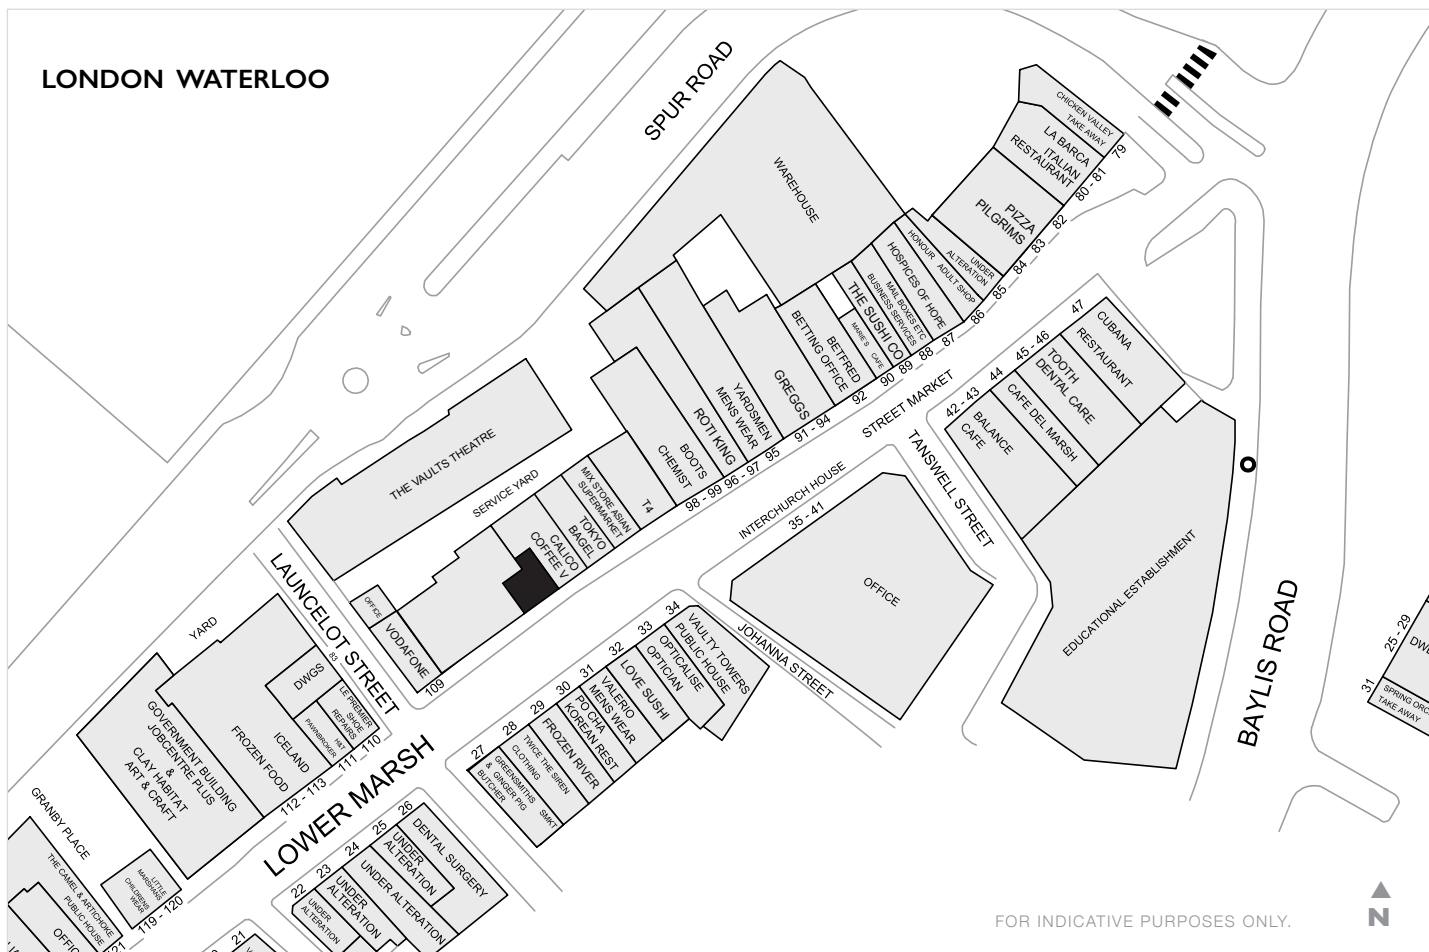 LONDON WATERLOO
SPUR ROAD
WAREHOUSE
CHICKEN VALLEY
TAKE AWAY
79
LA BARCA
ITALIAN
RESTAURANT
80 - 81
PIZZA
PILGRIMS
82
83
84
UNDER
ALTERATION
85
HONOUR ADULT SHOP
86
HOSPICES OF HOPE
87
MAIL BOXES ETC
BUSINESS SERVICES
88
THE SUSHI CO
89
MARIE'S CAFE
90
BETFRED
BETTING OFFICE
92
GREGGS
91 - 94
YARDSMEN
MENS WEAR
95
ROTI KING
96 - 97
BOOTS
CHEMIST
98 - 99
STREET MARKET
T4
MIX STORE ASIAN
SUPERMARKET
TOKYO
BAGEL
CALICO
COFFEE V
SERVICE YARD
THE VAULTS THEATRE
OFFICE
VODAFONE
109
LAUNCELOT STREET
YARD
DWGS
83
LE PREMIER
SHOE
REPAIRS
110
H&T
PAWNBROKER
111
ICELAND
FROZEN FOOD
112 - 113
GOVERNMENT BUILDING
JOBCENTRE PLUS
&
CLAY HABITAT
ART & CRAFT
GRANBY PLACE
LITTLE
MARSHANS
CHILDRENS
WEAR
119 - 120
THE CAMEL & ARTICHOKE
PUBLIC HOUSE
121
OFFIC
LOWER MARSH
47
CUBANA
RESTAURANT
45 - 46
TOOTH
DENTAL CARE
44
CAFE DEL MARSH
42 - 43
BALANCE
CAFE
TANSWELL STREET
INTERCHURCH HOUSE
35 - 41
OFFICE
EDUCATIONAL ESTABLISHMENT
BAYLIS ROAD
JOHANNA STREET
34
VAULTY TOWERS
PUBLIC HOUSE
33
OPTICALISE
OPTICIAN
32
LOVE SUSHI
31
VALERIO
MENS WEAR
30
PO CHA
KOREAN REST
29
FROZEN RIVER
28
TWICE THE SIREN
CLOTHING
27
GREENSMITHS SMKT
& GINGER PIG
BUTCHER
26
DENTAL SURGERY
25
UNDER
ALTERATION
24
UNDER ALTERATION
23
UNDER
ALTERATION
22
UNDER
ALTERATION
21
25 - 29
DWE
31
SPRING ORC
TAKE AWAY
FOR INDICATIVE PURPOSES ONLY.
N